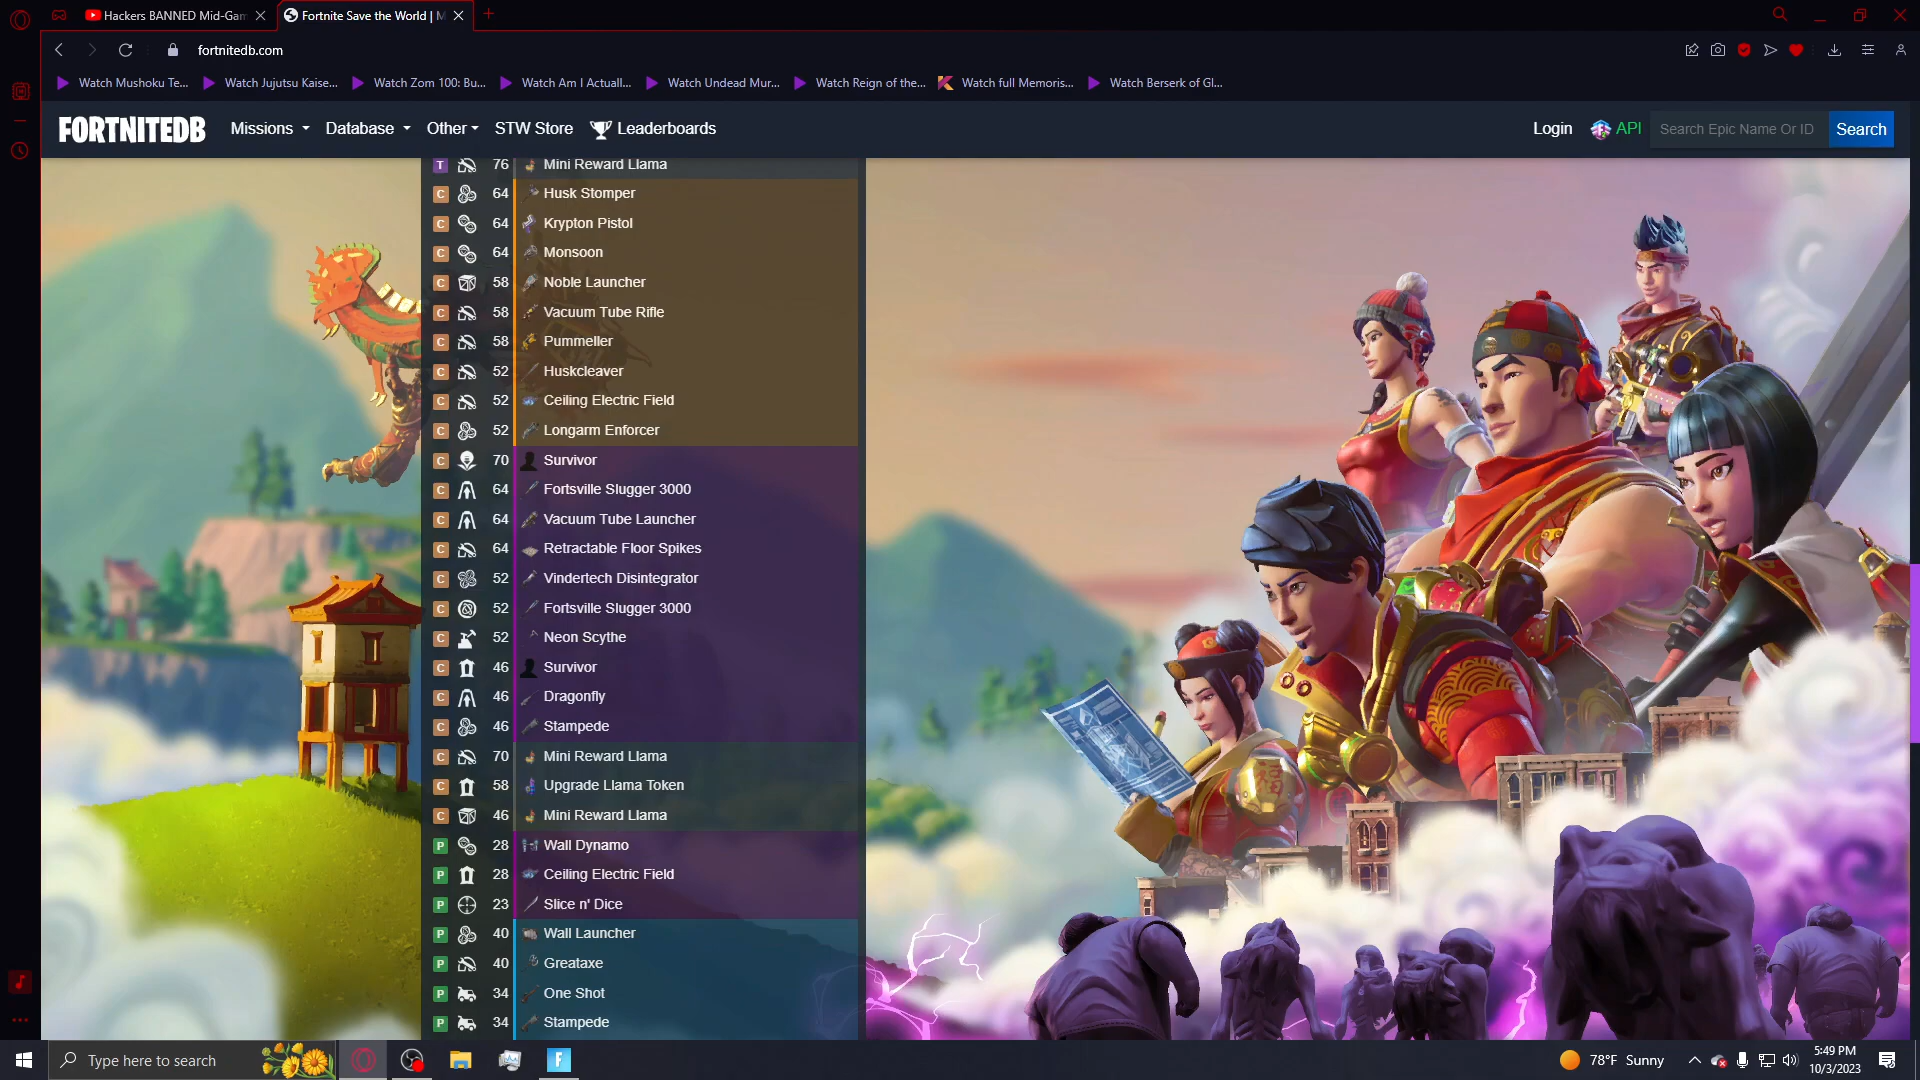 Hackers BANNED Mid-Gam
Fortnite Save the World | M
fortnitedb.com
Watch Mushoku Te...
Watch Jujutsu Kaise...
Watch Zom 100: Bu...
Watch Am I Actuall...
Watch Undead Mur...
Watch Reign of the...
Watch full Memoris...
Watch Berserk of Gl...
FORTNITEDB
Missions
Database
Other
STW Store
Leaderboards
Login
API
Search Epic Name Or ID
Search
T 76 Mini Reward Llama
C 64 Husk Stomper
C 64 Krypton Pistol
C 64 Monsoon
C 58 Noble Launcher
C 58 Vacuum Tube Rifle
C 58 Pummeller
C 52 Huskcleaver
C 52 Ceiling Electric Field
C 52 Longarm Enforcer
C 70 Survivor
C 64 Fortsville Slugger 3000
C 64 Vacuum Tube Launcher
C 64 Retractable Floor Spikes
C 52 Vindertech Disintegrator
C 52 Fortsville Slugger 3000
C 52 Neon Scythe
C 46 Survivor
C 46 Dragonfly
C 46 Stampede
C 70 Mini Reward Llama
C 58 Upgrade Llama Token
C 46 Mini Reward Llama
P 28 Wall Dynamo
P 28 Ceiling Electric Field
P 23 Slice n' Dice
P 40 Wall Launcher
P 40 Greataxe
P 34 One Shot
P 34 Stampede
Type here to search
F
78°F Sunny
5:49 PM
10/3/2023